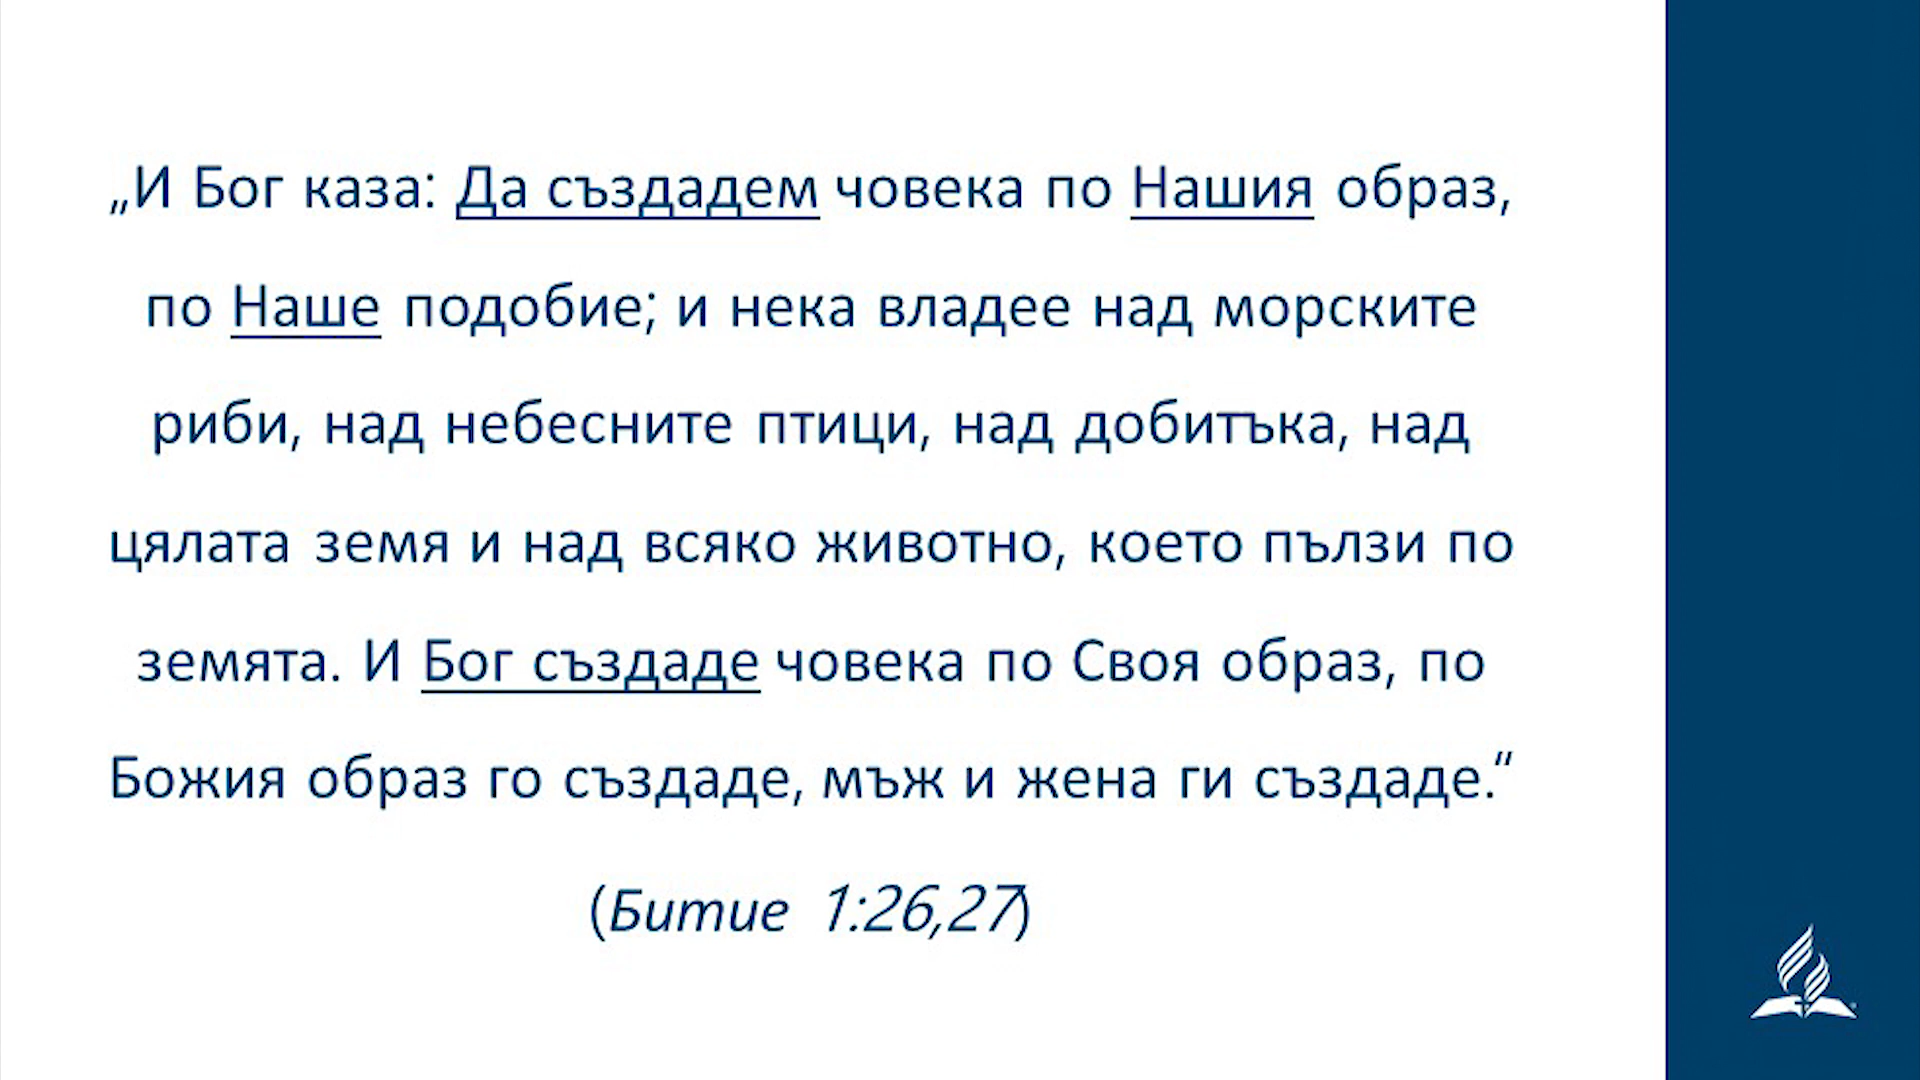 „И Бог каза: Да създадем човека по Нашия образ,
по Наше подобие; и нека владее над морските
риби, над небесните птици, над добитъка, над
цялата земя и над всяко животно, което пълзи по
земята. И Бог създаде човека по Своя образ, по
Божия образ го създаде, мъж и жена ги създаде.“
(Битие 1:26,27)